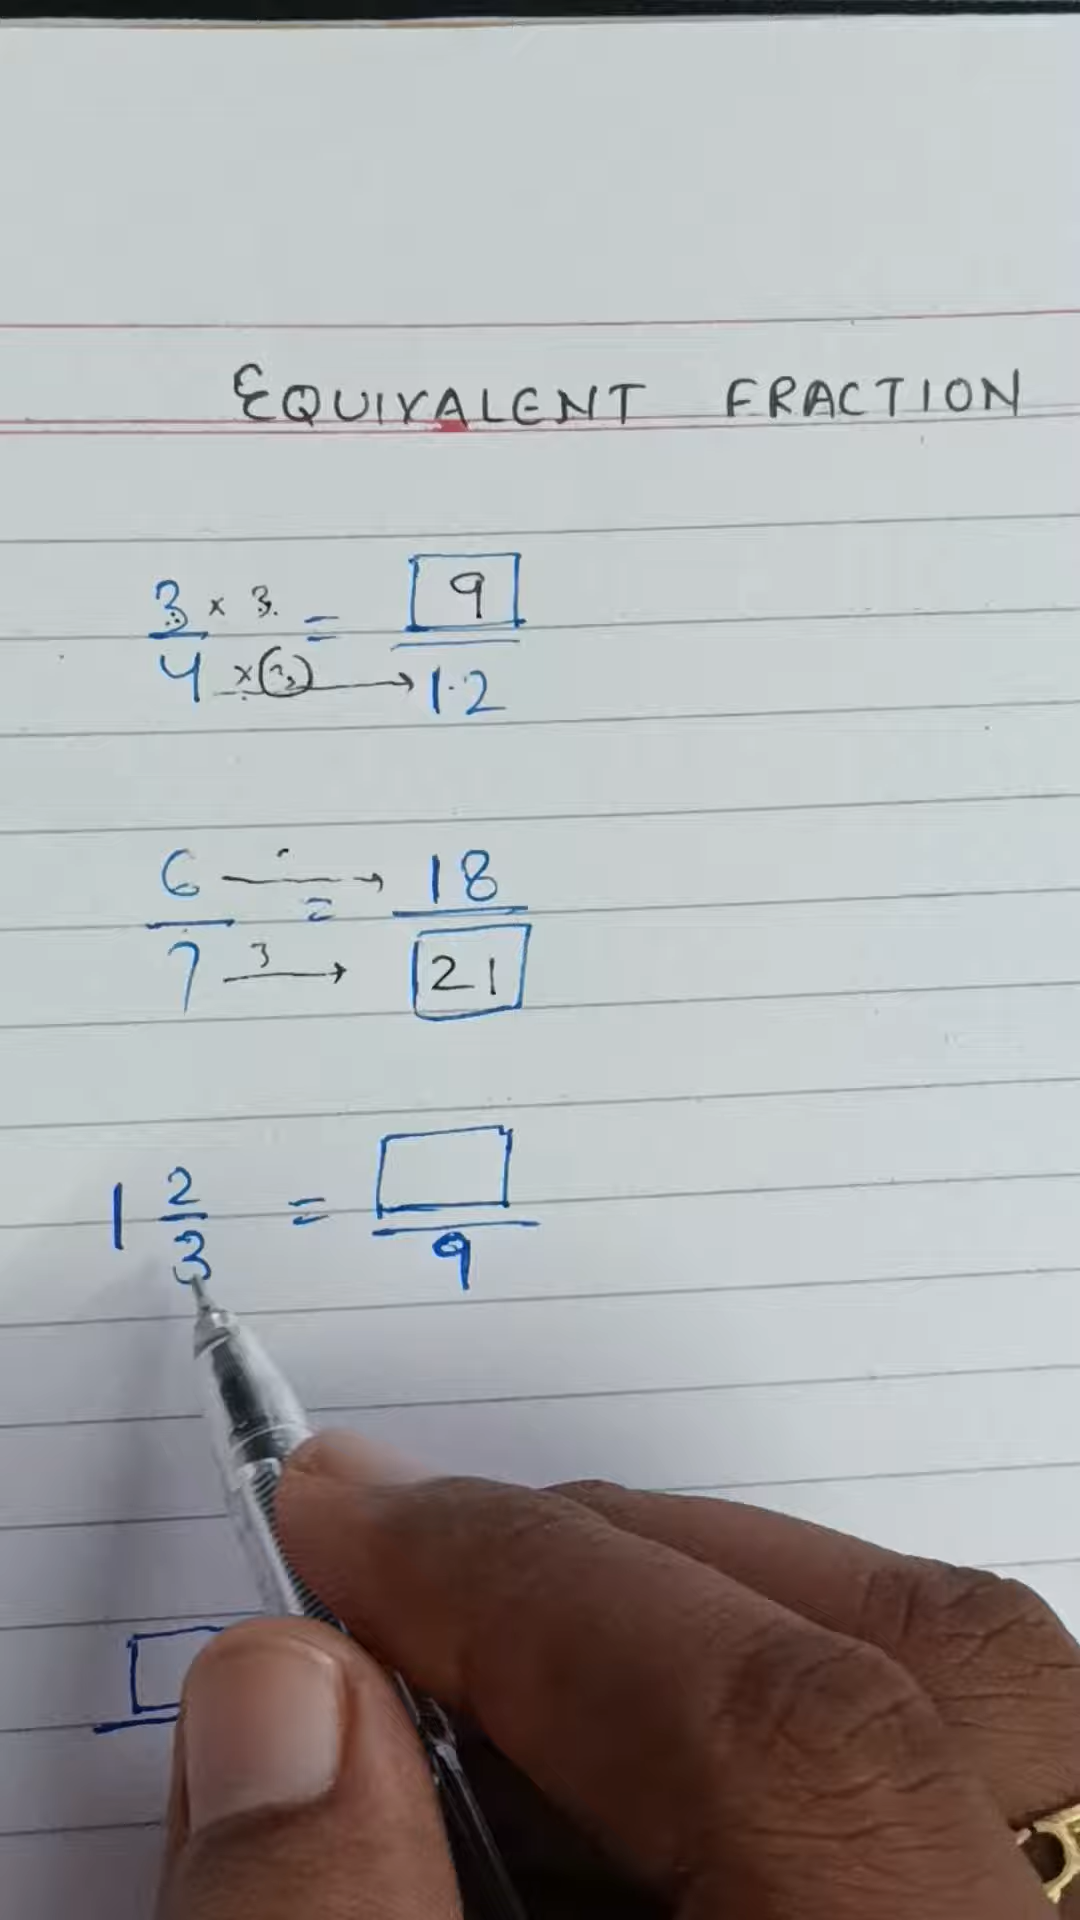 EQUIVALENT FRACTION
3 × 3 = 9
4 × 3 → 12
6 → = 18
7 3 → 21
1 2/3 = □/9